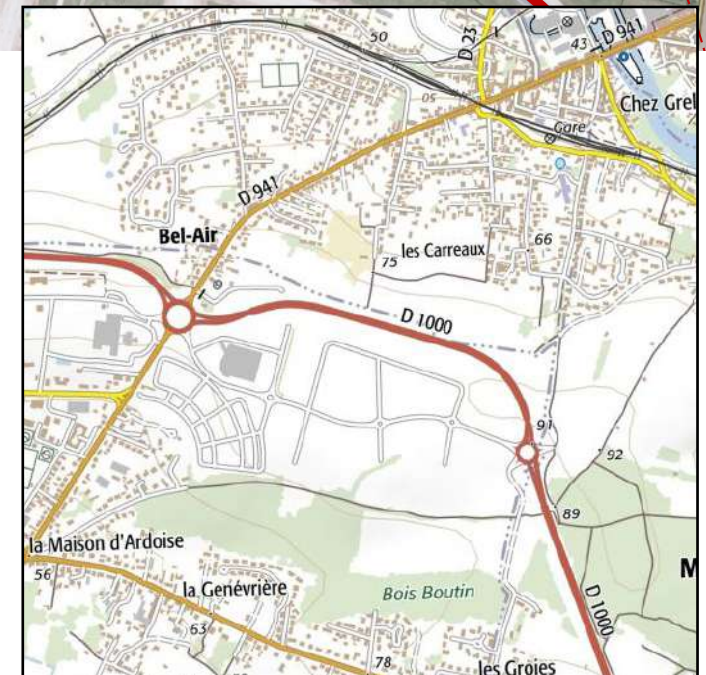 50
D 23
43
D 941
Chez Grel
50
Gare
D 941
Bel-Air
les Carreaux
66
75
D 1000
91
92
89
la Maison d'Ardoise
56
la Genévrière
Bois Boutin
M
D 1000
63
78
les Groies